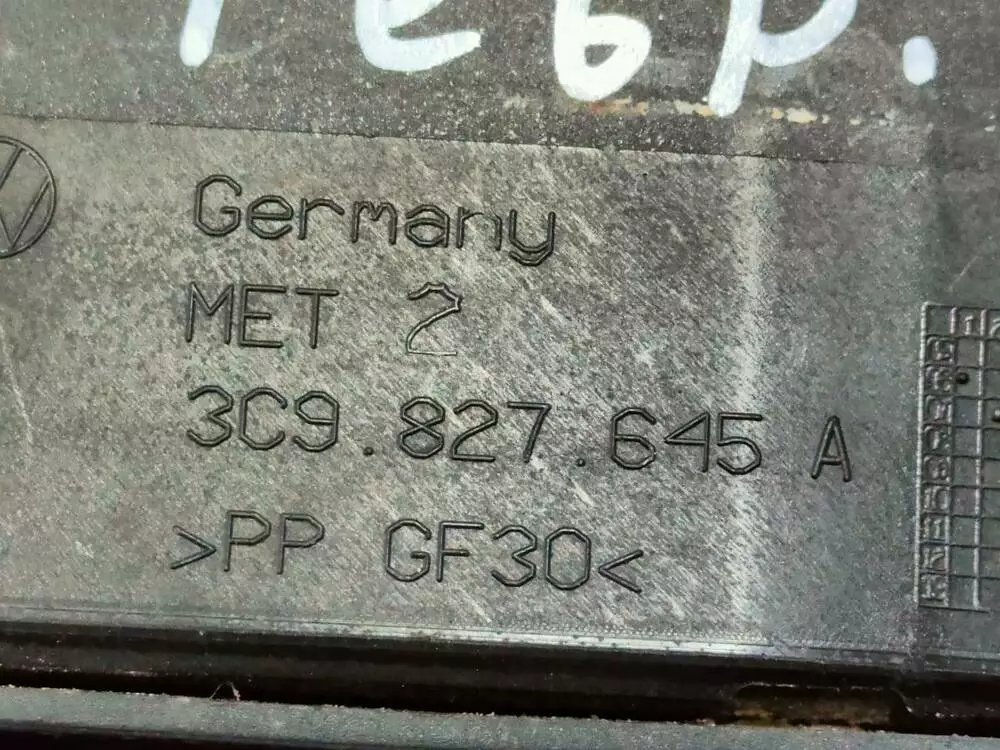 Germany
MET 2
3C9.827.645 A
>PP GF30<